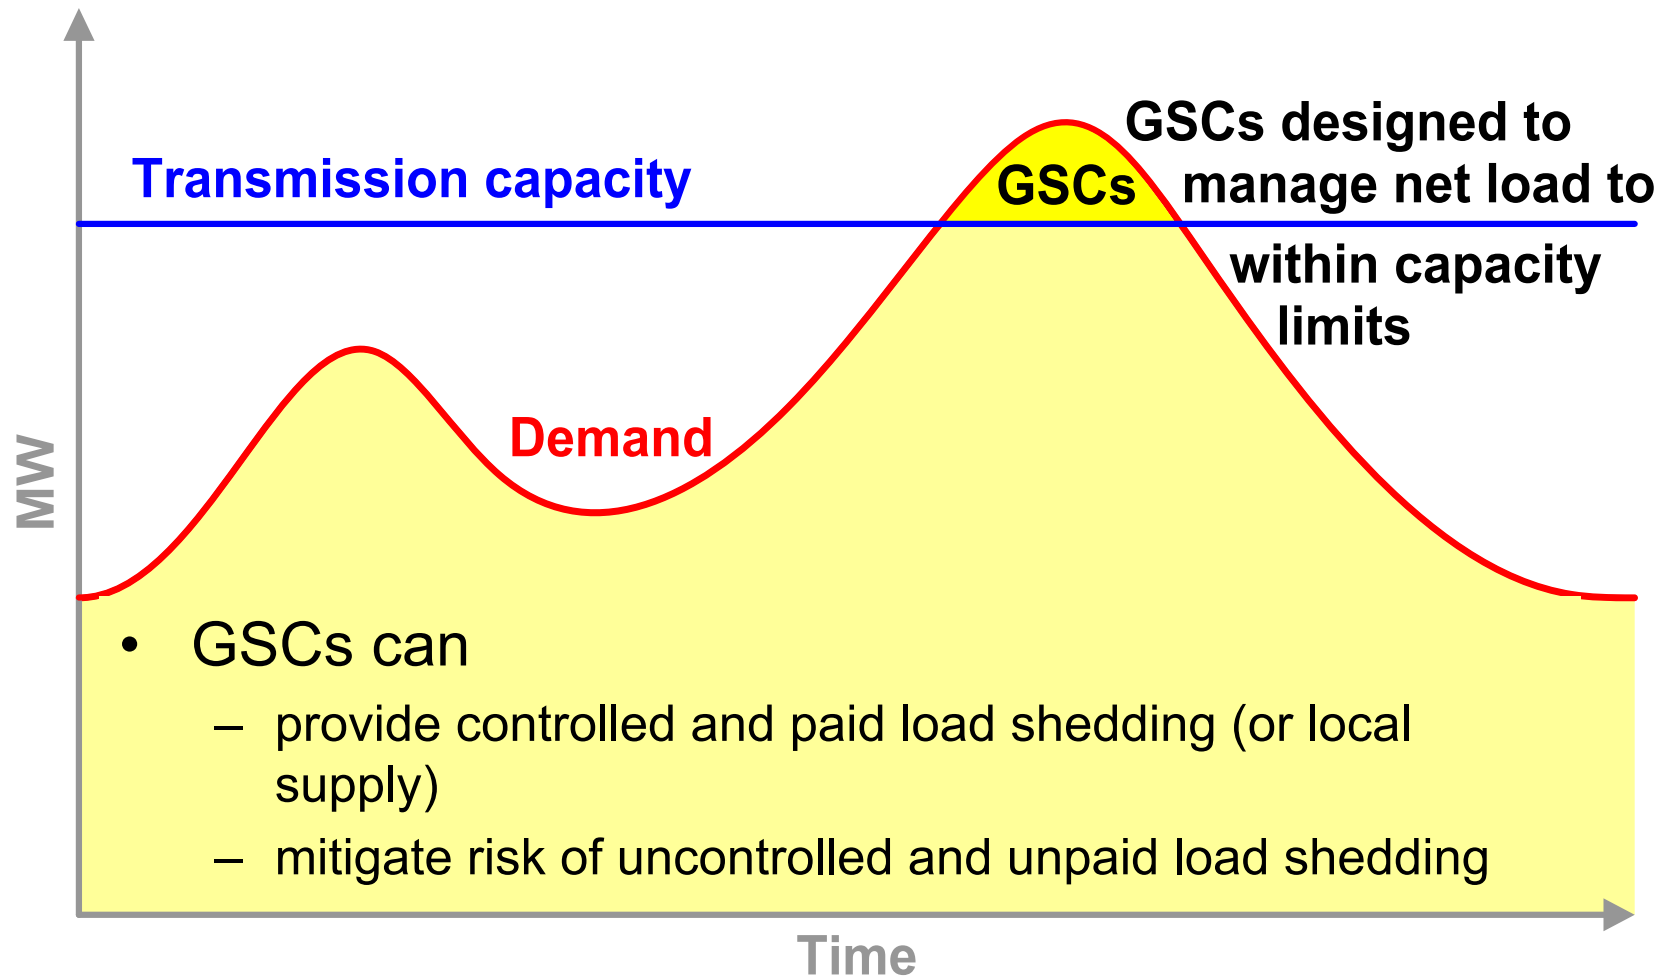 GSCs designed to
Transmission capacity
GSCs
manage net load to
within capacity
limits
Demand
MW
• GSCs can
– provide controlled and paid load shedding (or local
supply)
– mitigate risk of uncontrolled and unpaid load shedding
Time